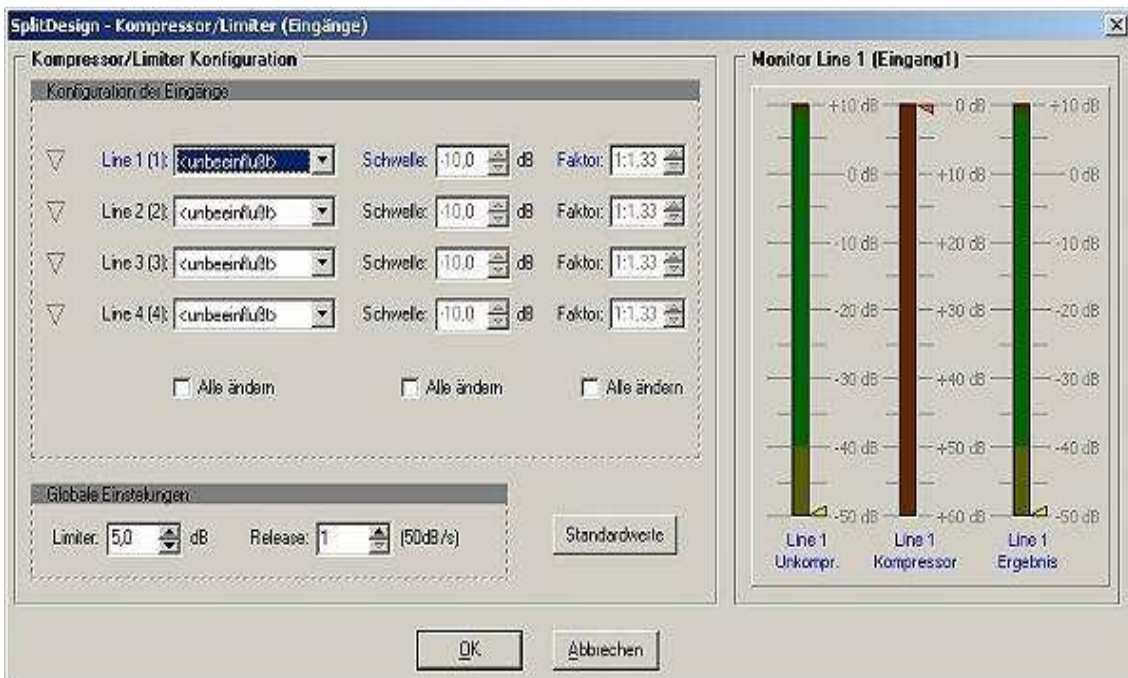 SplitDesign - Kompressor/Limiter (Eingänge)
Kompressor/Limiter Konfiguration
Konfiguration der Eingänge
Line 1 (1): <unbeeinflußt> Schwelle: -10,0 dB Faktor: 1:1,33
Line 2 (2): <unbeeinflußt> Schwelle: -10,0 dB Faktor: 1:1,33
Line 3 (3): <unbeeinflußt> Schwelle: -10,0 dB Faktor: 1:1,33
Line 4 (4): <unbeeinflußt> Schwelle: -10,0 dB Faktor: 1:1,33
Alle ändern Alle ändern Alle ändern
Globale Einstelungen
Limiter: 5,0 dB Release: 1 (50dB/s)
Standardwerte
Monitor Line 1 (Eingang1)
+10 dB 0 dB +10 dB
0 dB +10 dB 0 dB
-10 dB +20 dB -10 dB
-20 dB +30 dB -20 dB
-30 dB +40 dB -30 dB
-40 dB +50 dB -40 dB
-50 dB +60 dB -50 dB
Line 1 Line 1 Line 1
Unkompr. Kompressor Ergebnis
OK Abbrechen